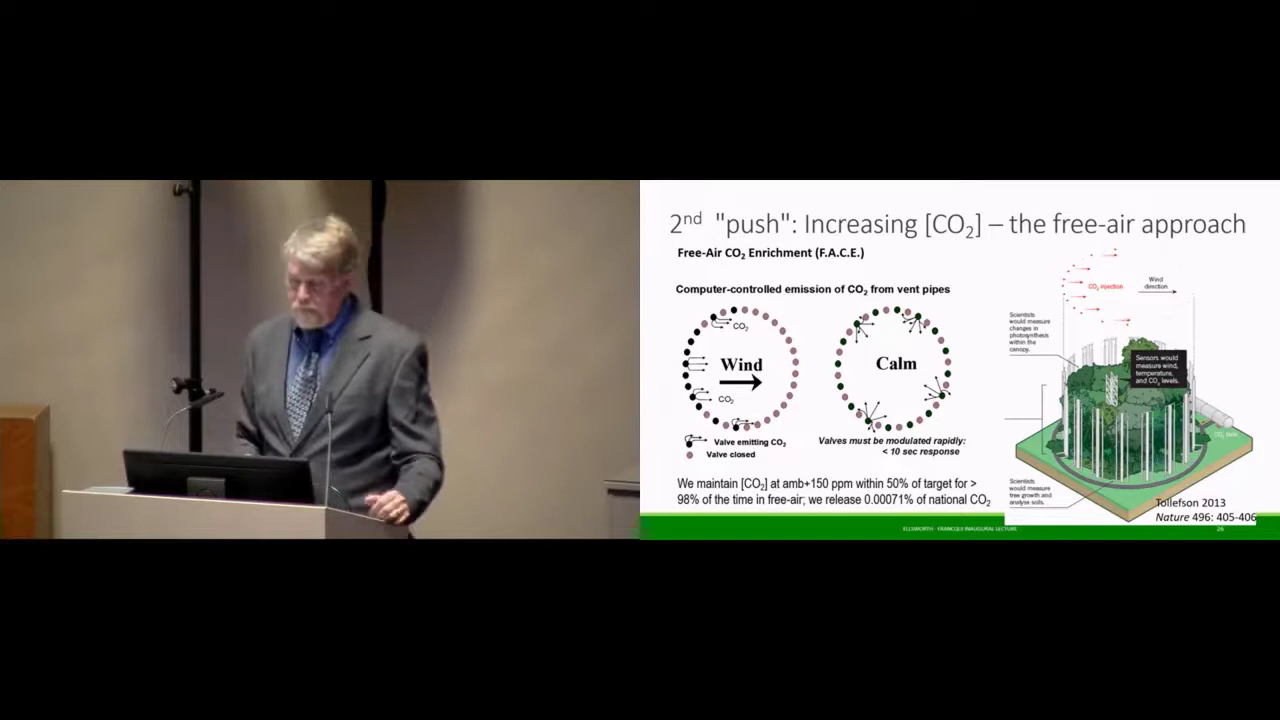 2nd "push": Increasing [CO2] – the free-air approach
Free-Air CO2 Enrichment (F.A.C.E.)
Computer-controlled emission of CO2 from vent pipes
CO2
Wind
CO2
Calm
Valve emitting CO2
Valve closed
Valves must be modulated rapidly:
< 10 sec response
We maintain [CO2] at amb+150 ppm within 50% of target for >
98% of the time in free-air; we release 0.00071% of national CO2
CO2 injection
Wind
direction
Scientists
would measure
changes in
photosynthesis
within the
canopy.
Sensors would
measure wind,
temperature,
and CO2 levels.
Scientists
would measure
tree growth and
analyse soils.
Tollefson 2013
Nature 496: 405-406
ELLSWORTH - FRANCQUI INAUGURAL LECTURE
26